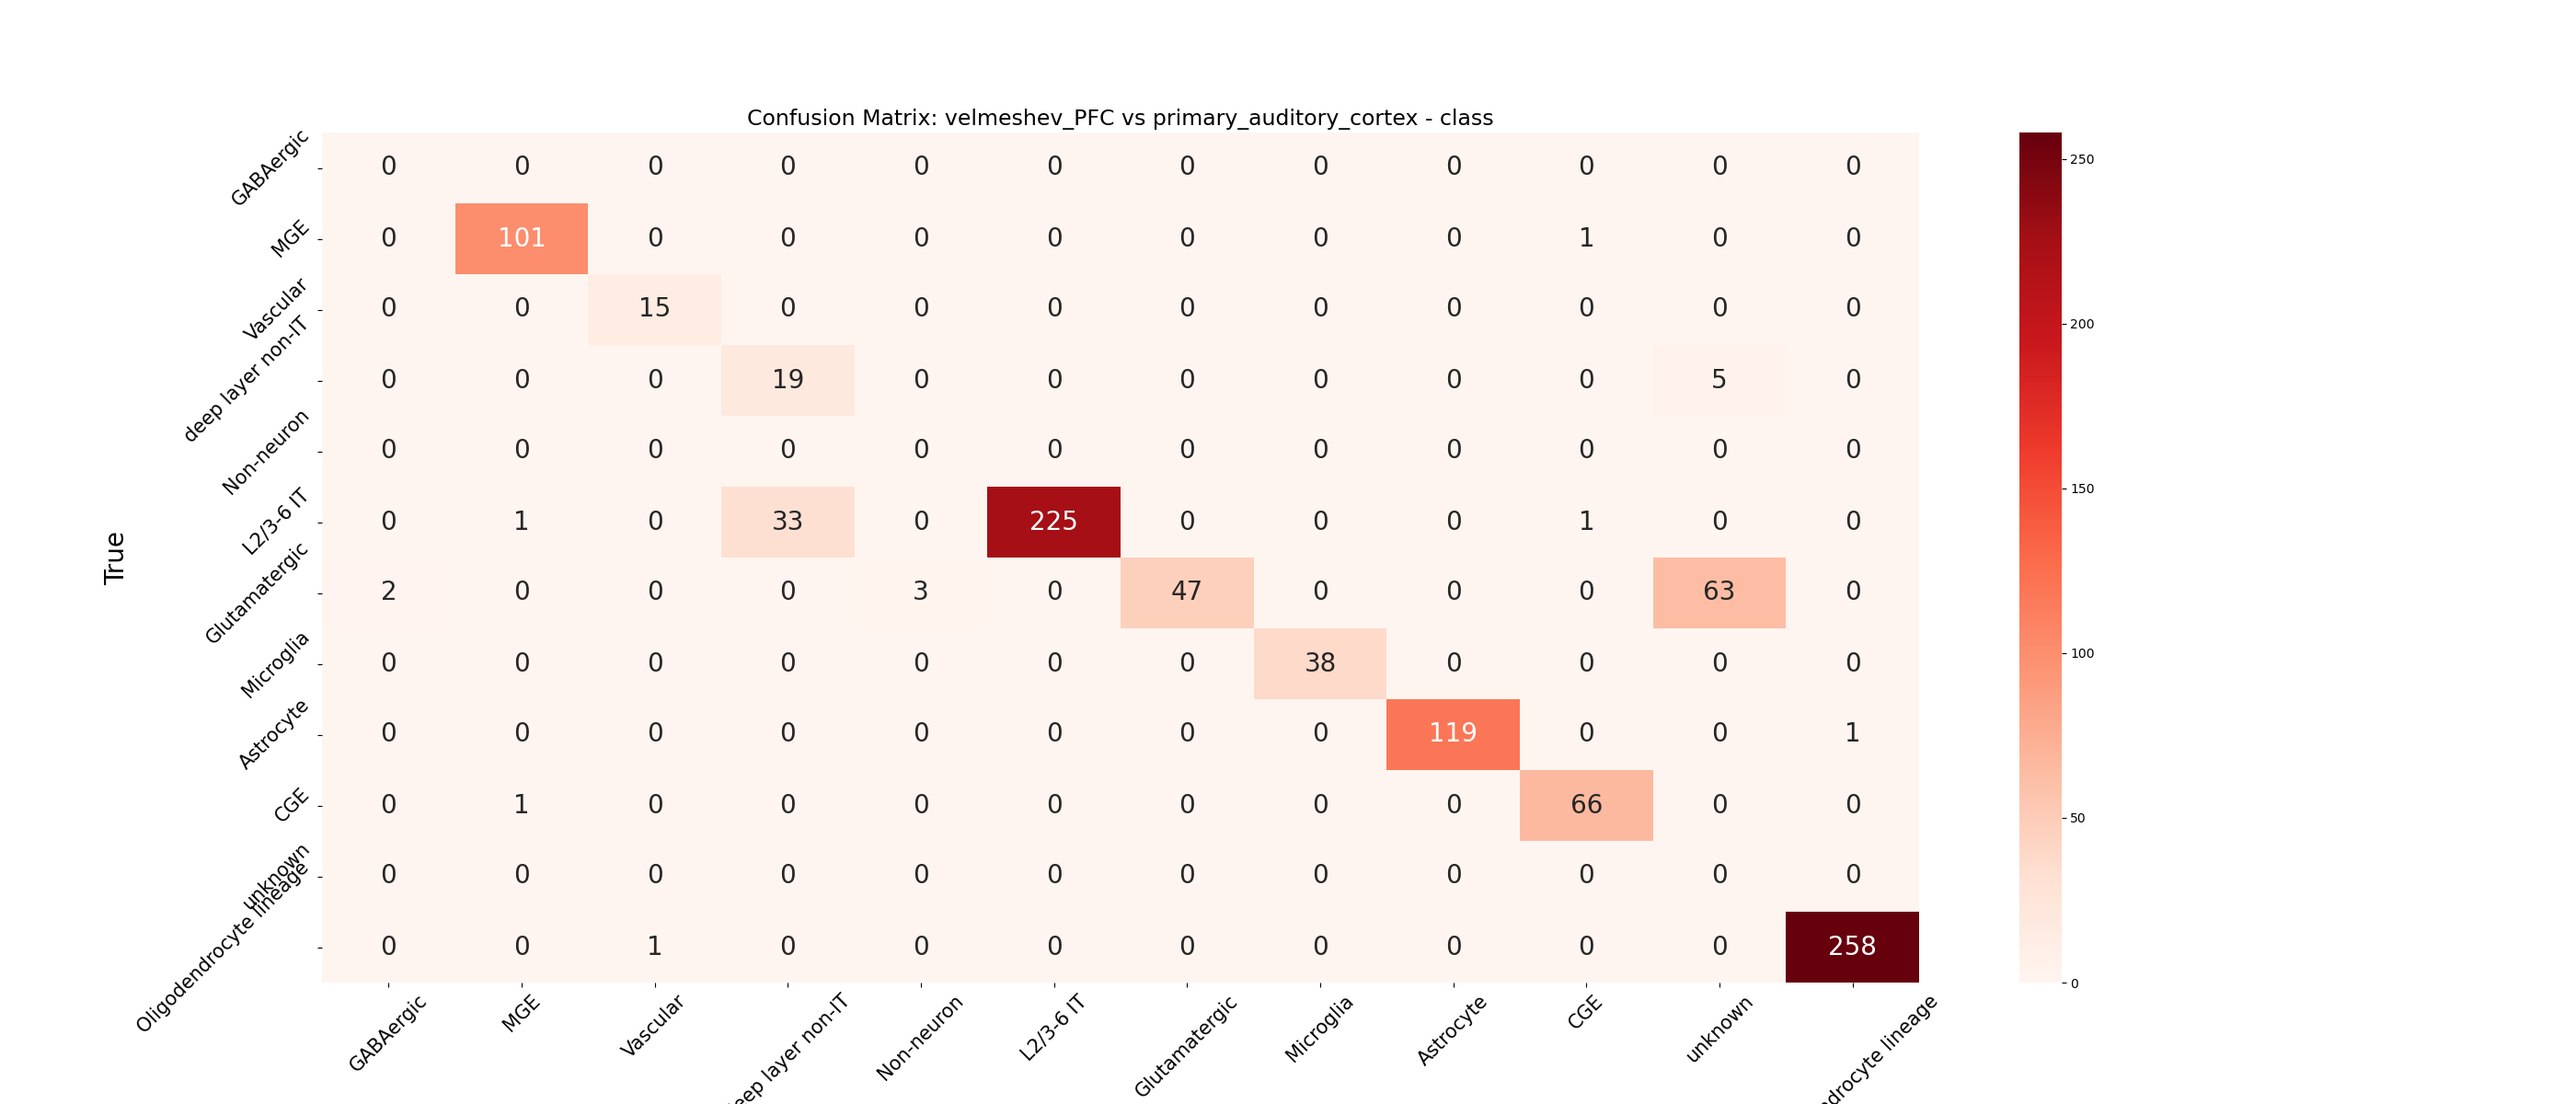 Confusion Matrix: velmeshev_PFC vs primary_auditory_cortex - class
True
GABAergic 0 0 0 0 0 0 0 0 0 0 0 0
MGE 0 101 0 0 0 0 0 0 0 1 0 0
Vascular 0 0 15 0 0 0 0 0 0 0 0 0
deep layer non-IT 0 0 0 19 0 0 0 0 0 0 5 0
Non-neuron 0 0 0 0 0 0 0 0 0 0 0 0
L2/3-6 IT 0 1 0 33 0 225 0 0 0 1 0 0
Glutamatergic 2 0 0 0 3 0 47 0 0 0 63 0
Microglia 0 0 0 0 0 0 0 38 0 0 0 0
Astrocyte 0 0 0 0 0 0 0 0 119 0 0 1
CGE 0 1 0 0 0 0 0 0 0 66 0 0
unknown 0 0 0 0 0 0 0 0 0 0 0 0
Oligodendrocyte lineage 0 0 1 0 0 0 0 0 0 0 0 258
GABAergic MGE Vascular eep layer non-IT Non-neuron L2/3-6 IT Glutamatergic Microglia Astrocyte CGE unknown ndrocyte lineage
250
200
150
100
50
0